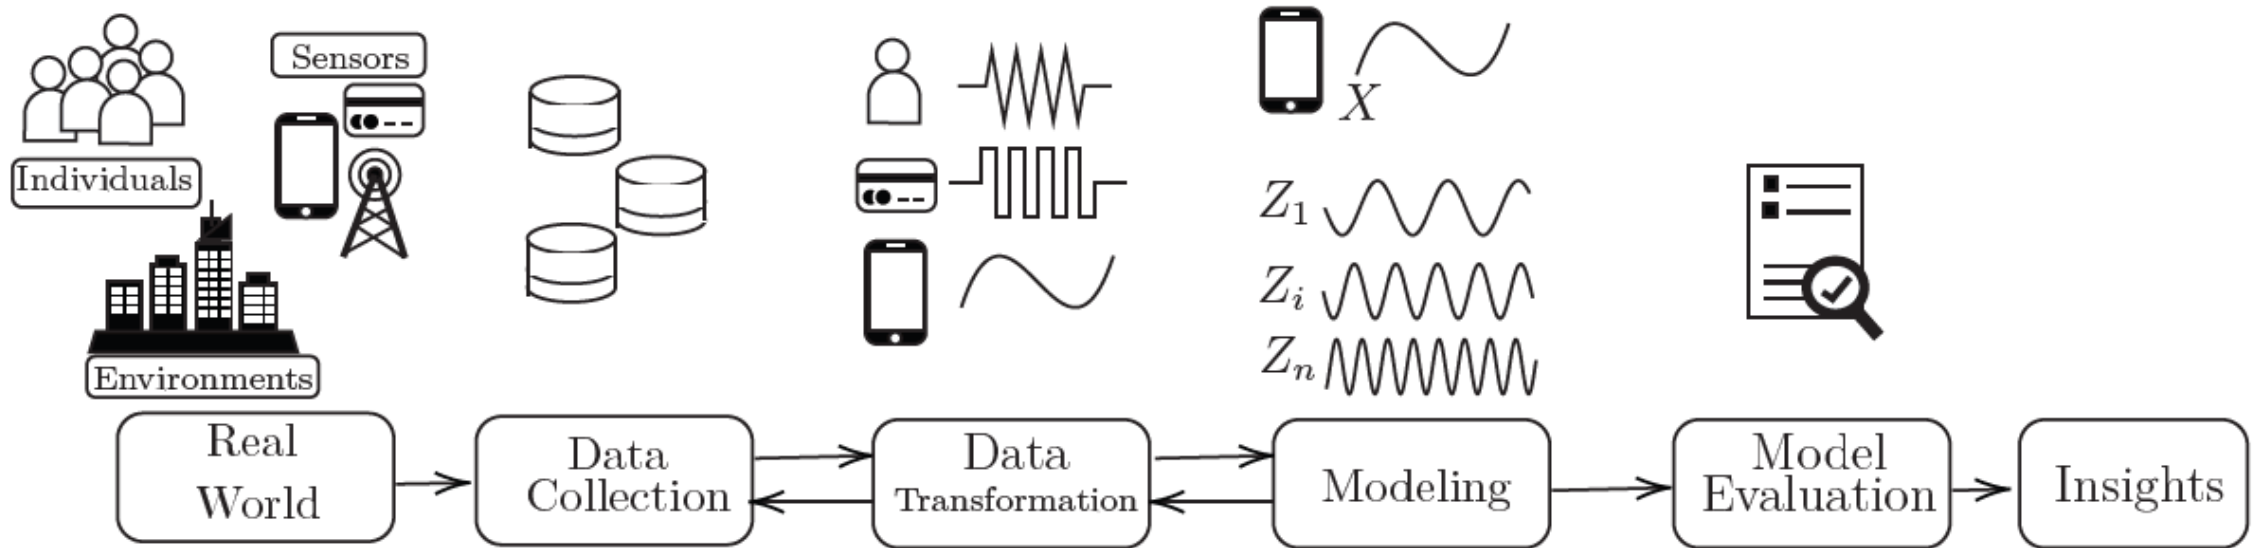 Sensors
Individuals
Environments
X
Z₁
Zᵢ
Zₙ
Real
World
Data
Collection
Data
Transformation
Modeling
Model
Evaluation
Insights